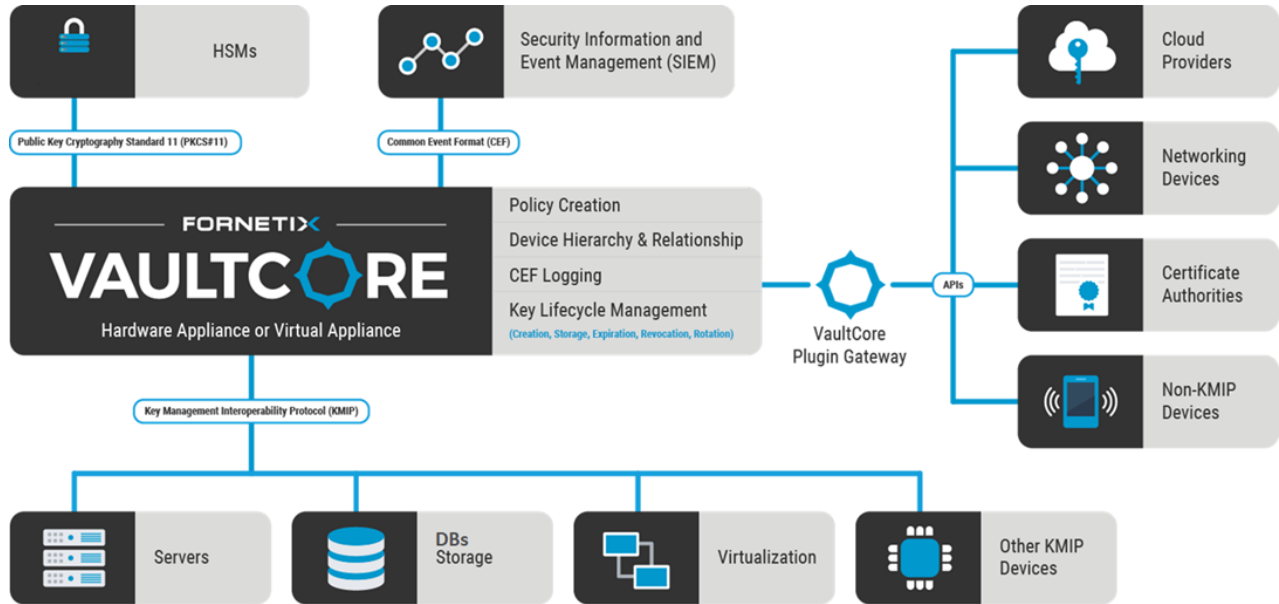 HSMs
Security Information and
Event Management (SIEM)
Public Key Cryptography Standard 11 (PKCS#11)
Common Event Format (CEF)
FORNETIX
VAULTCORE
Hardware Appliance or Virtual Appliance
Policy Creation
Device Hierarchy & Relationship
CEF Logging
Key Lifecycle Management
(Creation, Storage, Expiration, Revocation, Rotation)
VaultCore
Plugin Gateway
APIs
Cloud
Providers
Networking
Devices
Certificate
Authorities
Non-KMIP
Devices
Key Management Interoperability Protocol (KMIP)
Servers
DBs
Storage
Virtualization
Other KMIP
Devices